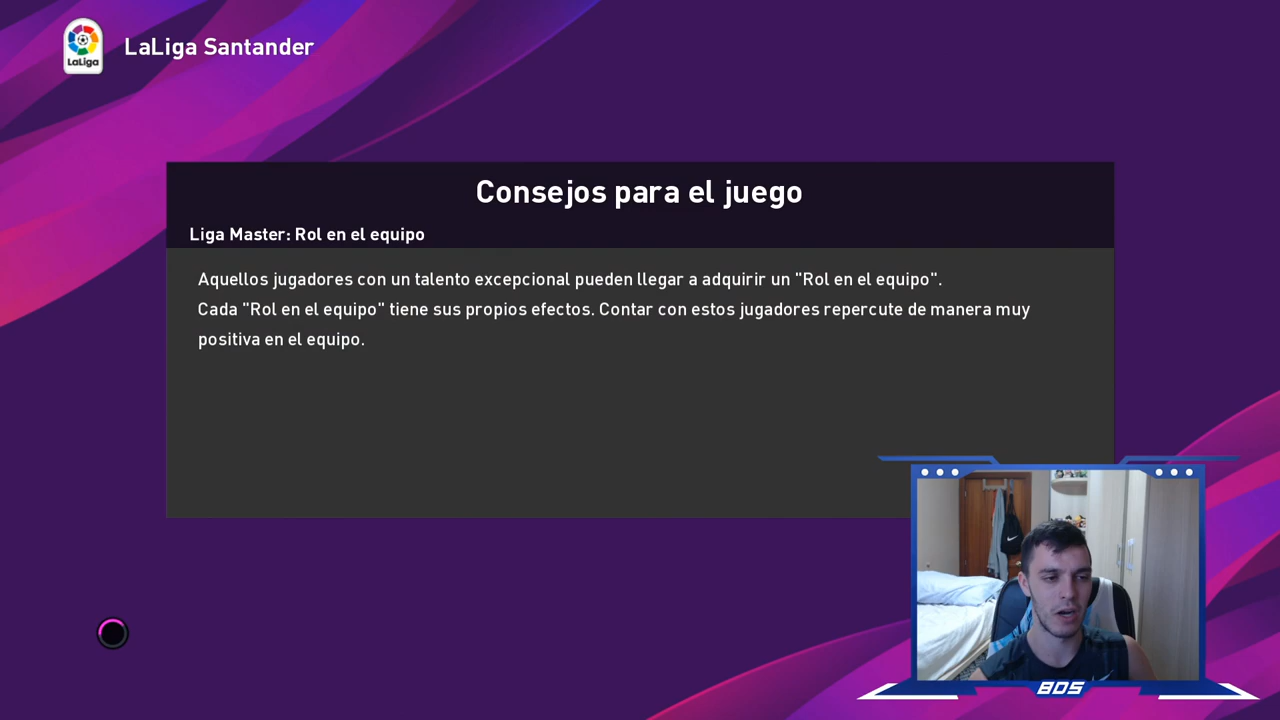 LaLiga
LaLiga Santander
Consejos para el juego
Liga Master: Rol en el equipo
Aquellos jugadores con un talento excepcional pueden llegar a adquirir un "Rol en el equipo".
Cada "Rol en el equipo" tiene sus propios efectos. Contar con estos jugadores repercute de manera muy
positiva en el equipo.
BDS